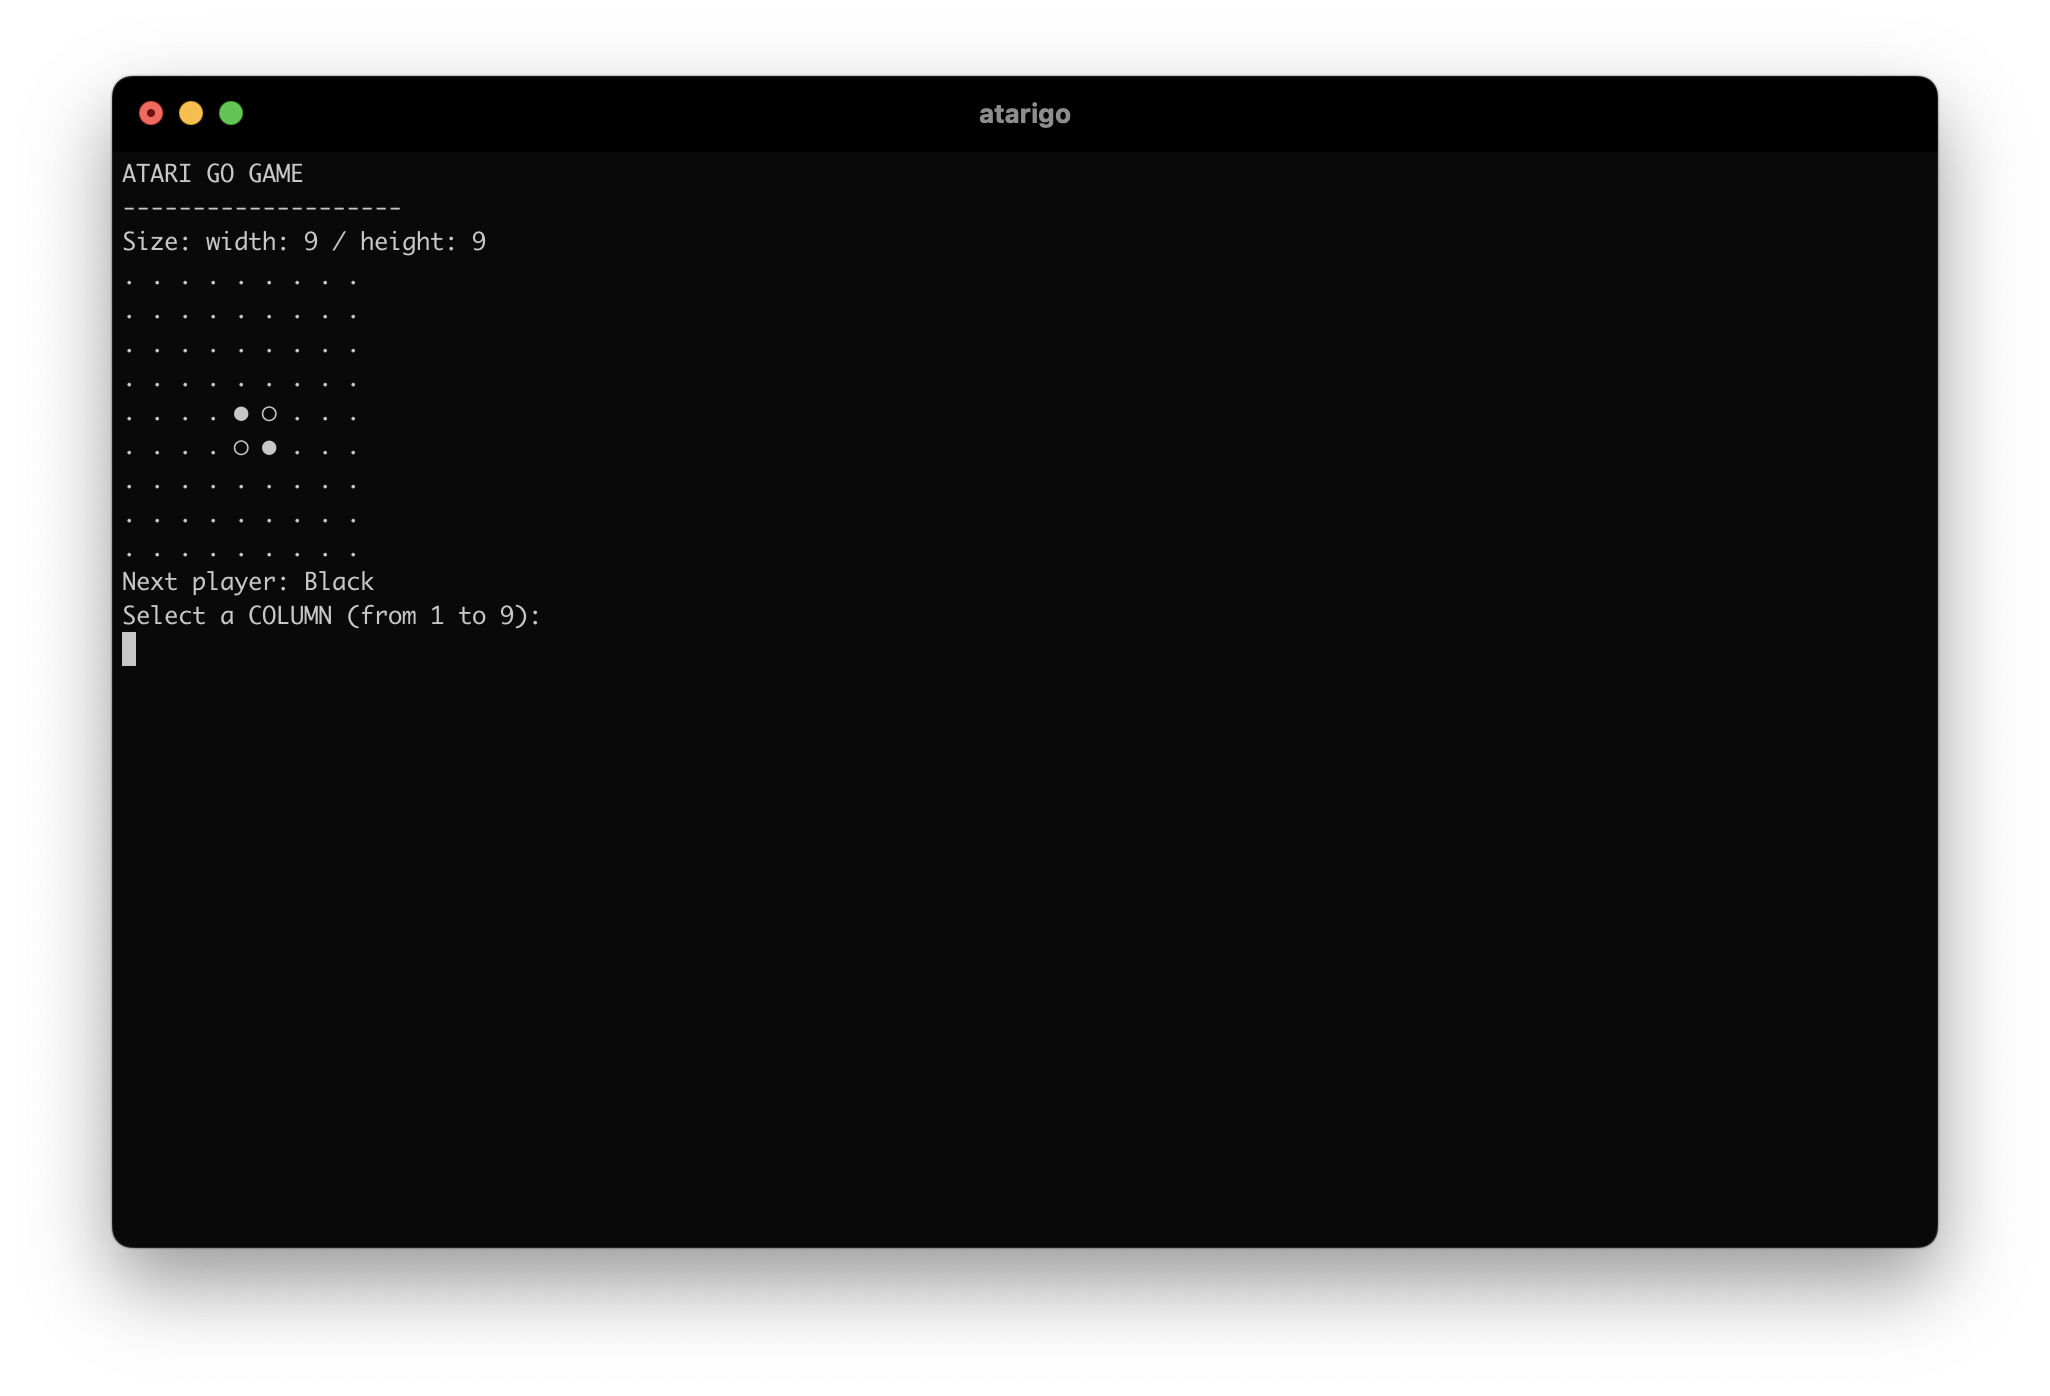 atarigo
ATARI GO GAME
--------------------
Size: width: 9 / height: 9
. . . . . . . . .
. . . . . . . . .
. . . . . . . . .
. . . . . . . . .
. . . . ● ○ . . .
. . . . ○ ● . . .
. . . . . . . . .
. . . . . . . . .
. . . . . . . . .
Next player: Black
Select a COLUMN (from 1 to 9):